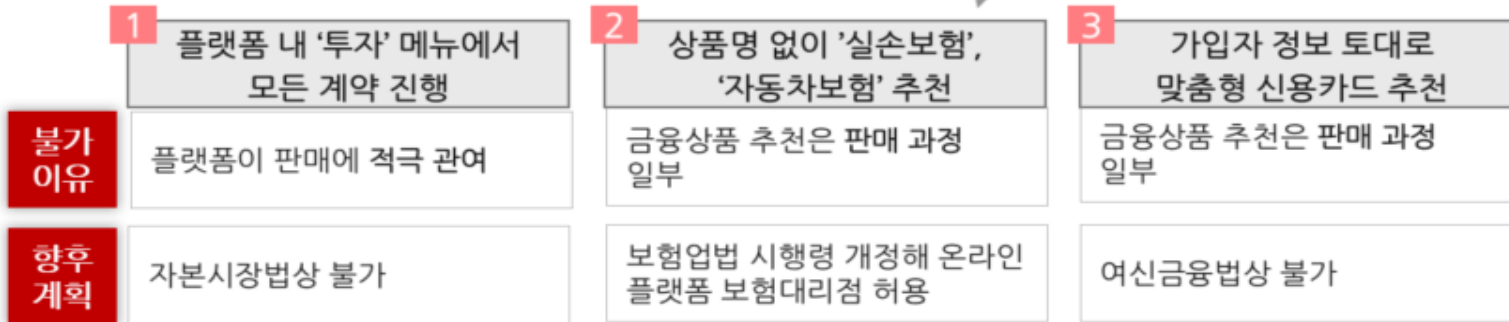 1
플랫폼 내 ‘투자’ 메뉴에서
모든 계약 진행
2
상품명 없이 ’실손보험’,
‘자동차보험’ 추천
3
가입자 정보 토대로
맞춤형 신용카드 추천
불가
이유
플랫폼이 판매에 적극 관여
금융상품 추천은 판매 과정
일부
금융상품 추천은 판매 과정
일부
향후
계획
자본시장법상 불가
보험업법 시행령 개정해 온라인
플랫폼 보험대리점 허용
여신금융법상 불가